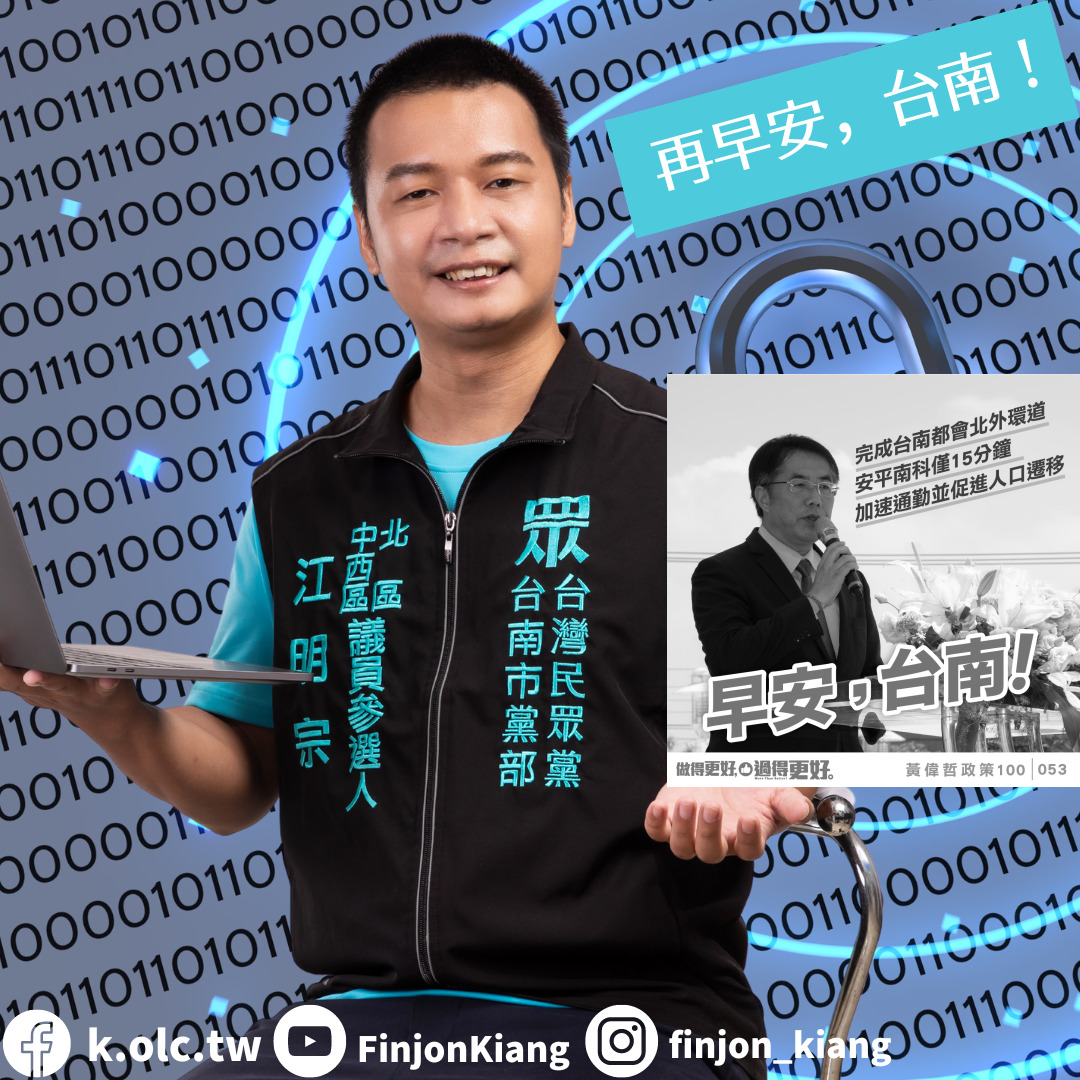 再早安，台南！
完成台南都會北外環道
安平南科僅15分鐘
加速通勤並促進人口遷移
早安，台南！
做得更好，過得更好。
黃偉哲政策100｜053
眾
台灣民眾黨
台南市黨部
北區
中西區
議員參選人
江明宗
k.olc.tw
FinjonKiang
finjon_kiang